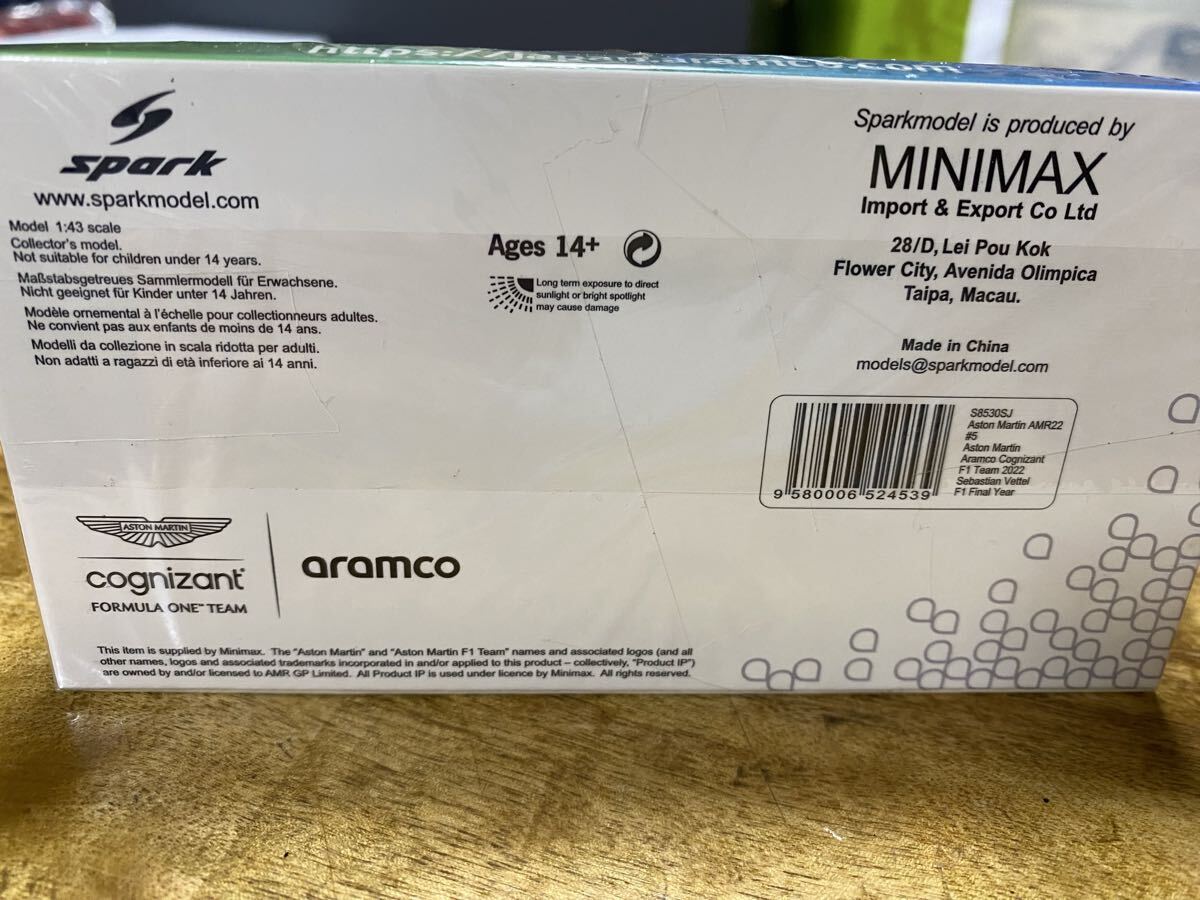 https://japan.aramco.com
spark
www.sparkmodel.com
Model 1:43 scale
Collector's model.
Not suitable for children under 14 years.
Maßstabsgetreues Sammlermodell für Erwachsene.
Nicht geeignet für Kinder unter 14 Jahren.
Modèle ornemental à l'échelle pour collectionneurs adultes.
Ne convient pas aux enfants de moins de 14 ans.
Modelli da collezione in scala ridotta per adulti.
Non adatti a ragazzi di età inferiore ai 14 anni.
Ages 14+
Long term exposure to direct
sunlight or bright spotlight
may cause damage
Sparkmodel is produced by
MINIMAX
Import & Export Co Ltd
28/D, Lei Pou Kok
Flower City, Avenida Olimpica
Taipa, Macau.
Made in China
models@sparkmodel.com
S8530SJ
Aston Martin AMR22
#5
Aston Martin
Aramco Cognizant
F1 Team 2022
Sebastian Vettel
F1 Final Year
9 580006 524539
ASTON MARTIN
cognizant
FORMULA ONE™ TEAM
aramco
This item is supplied by Minimax. The "Aston Martin" and "Aston Martin F1 Team" names and associated logos (and all
other names, logos and associated trademarks incorporated in and/or applied to this product – collectively, "Product IP")
are owned by and/or licensed to AMR GP Limited. All Product IP is used under licence by Minimax. All rights reserved.